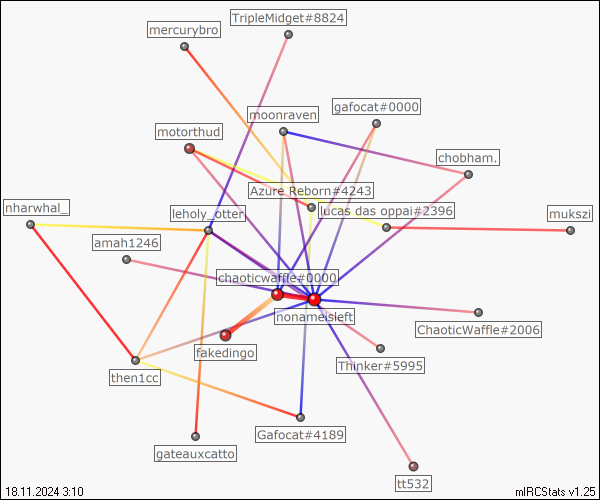 TripleMidget#8824
mercurybro
gafocat#0000
moonraven
motorthud
chobham.
Azure Reborn#4243
nharwhal_
leholy_otter
lucas das oppai#2396
mukszi
amah1246
chaoticwaffle#0000
nonameisleft
ChaoticWaffle#2006
fakedingo
Thinker#5995
then1cc
Gafocat#4189
gateauxcatto
tt532
18.11.2024 3:10
mIRCStats v1.25